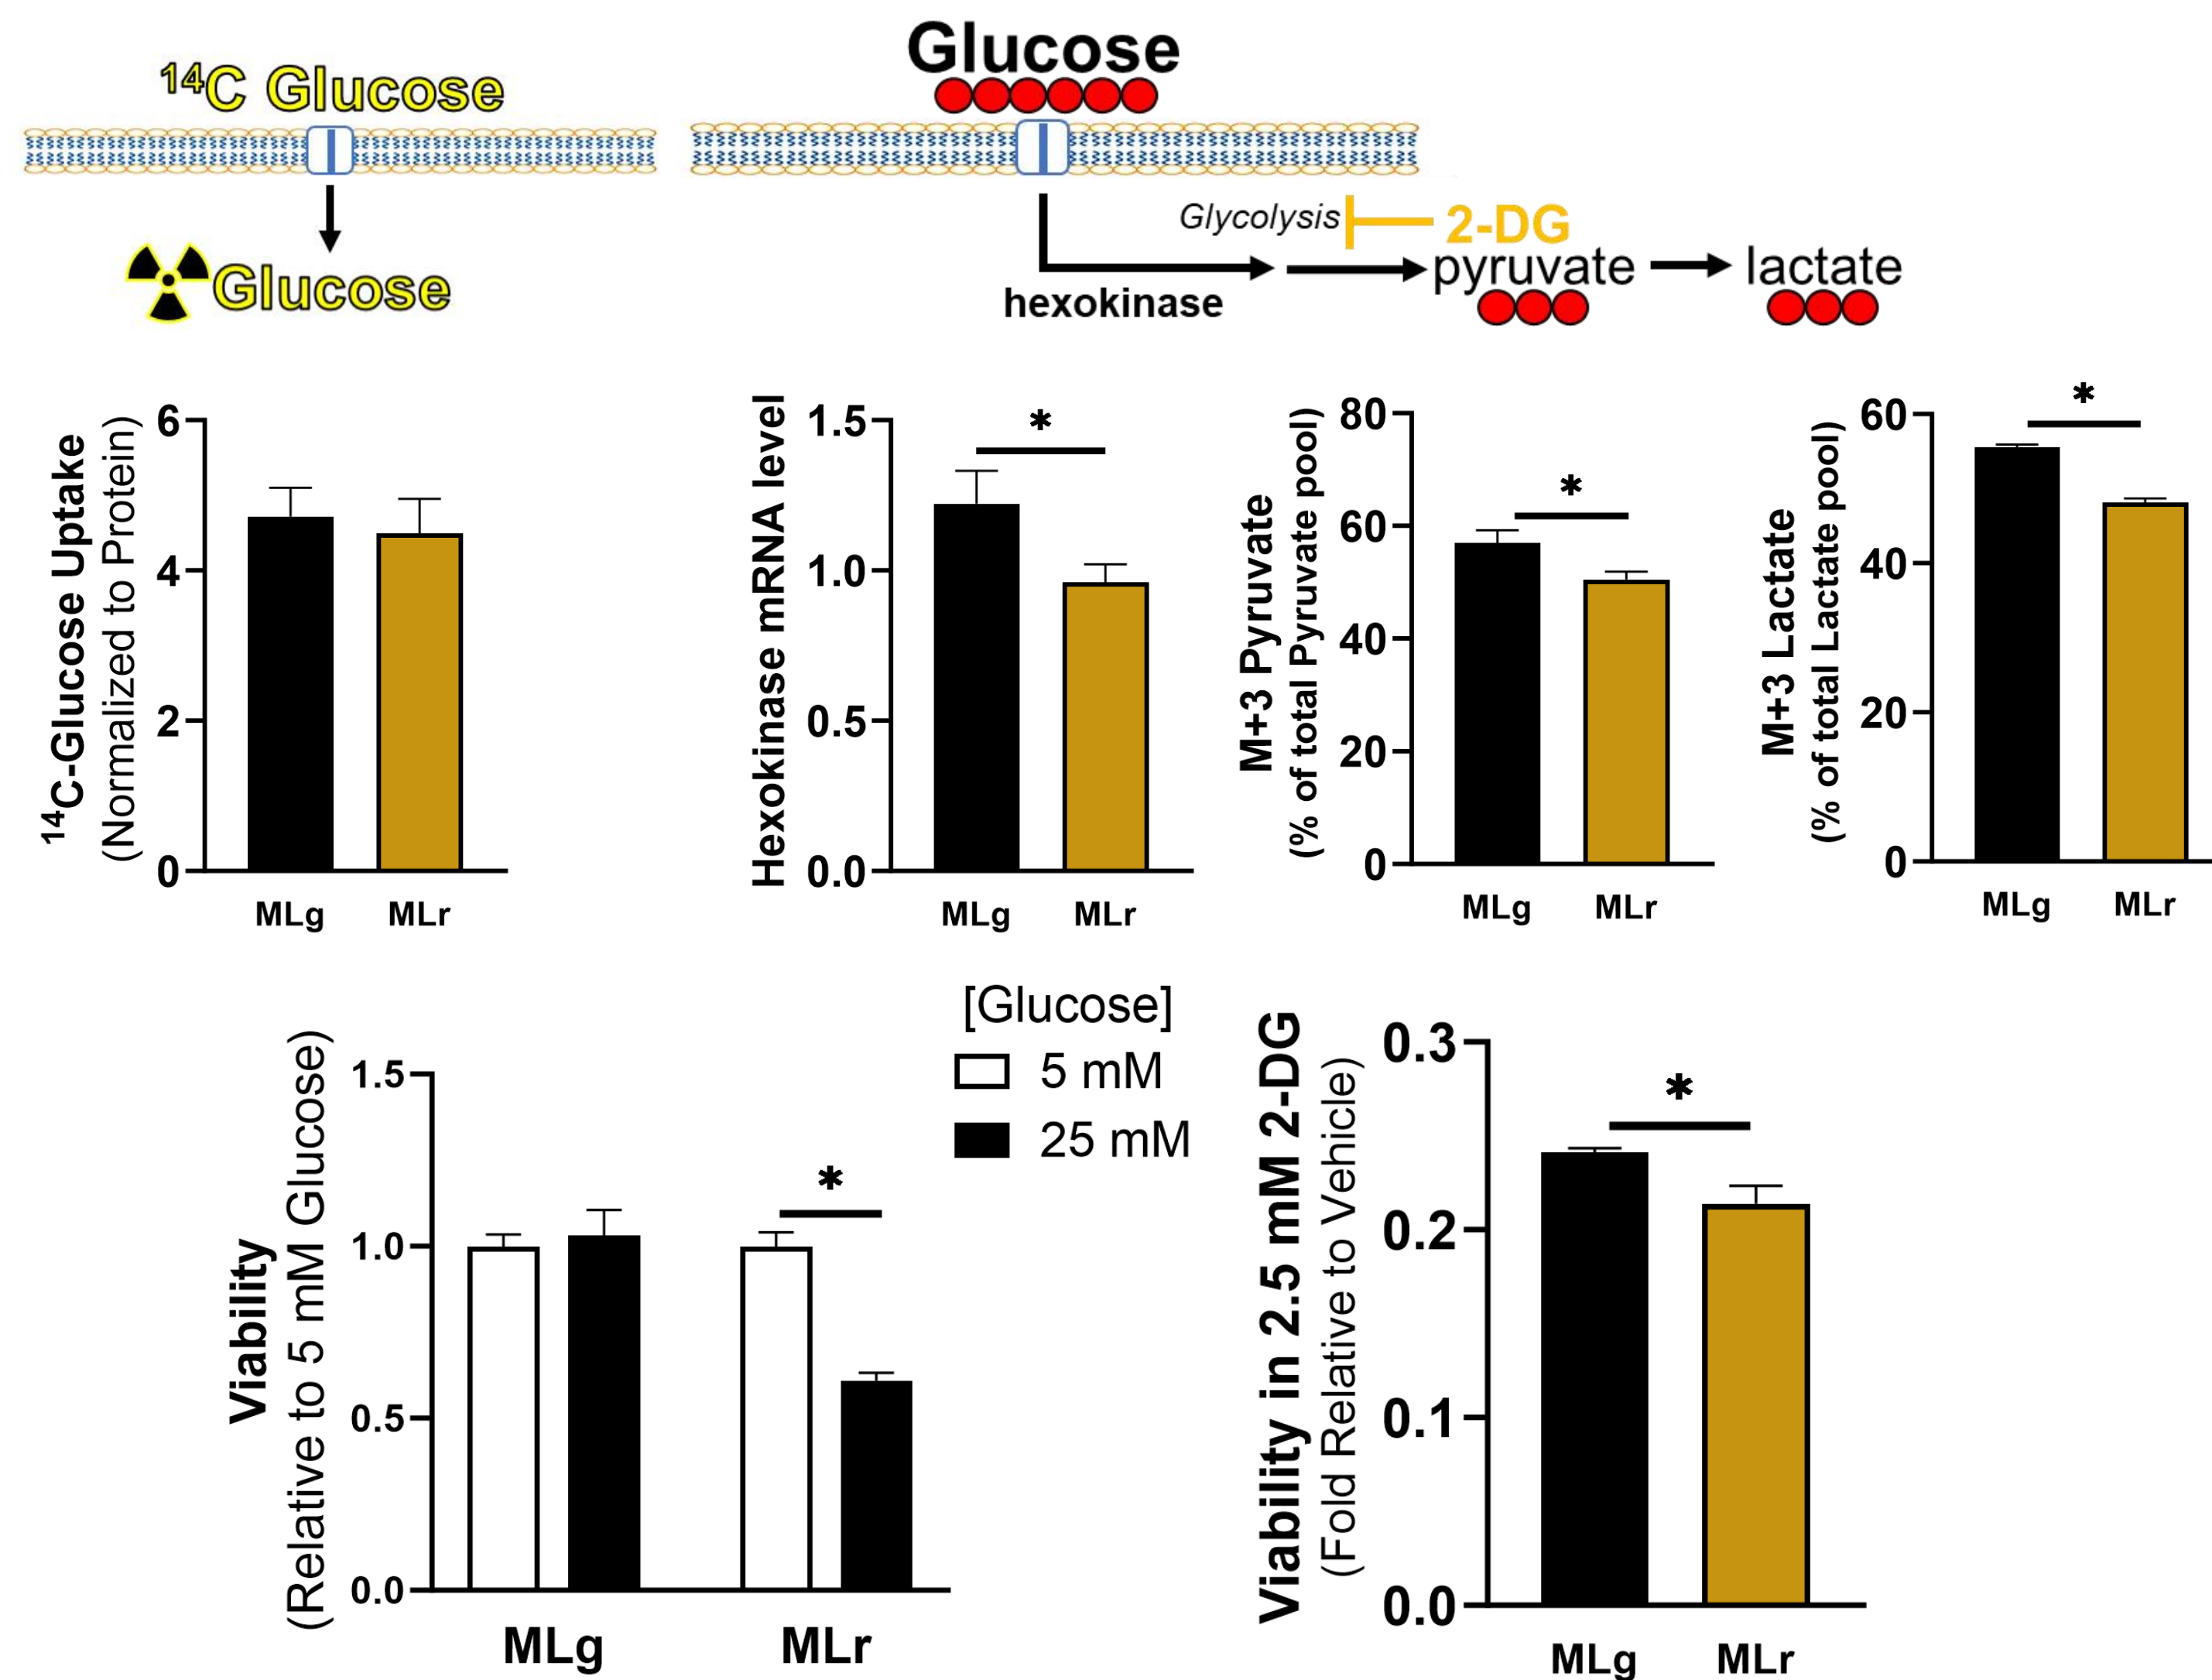 ¹⁴C Glucose
Glucose
Glucose
Glycolysis
2-DG
hexokinase
pyruvate
lactate
¹⁴C-Glucose Uptake
(Normalized to Protein)
6
4
2
0
MLg MLr
Hexokinase mRNA level
1.5
1.0
0.5
0.0
*
MLg MLr
M+3 Pyruvate
(% of total Pyruvate pool)
80
60
40
20
0
*
MLg MLr
M+3 Lactate
(% of total Lactate pool)
60
40
20
0
*
MLg MLr
Viability
(Relative to 5 mM Glucose)
1.5
1.0
0.5
0.0
[Glucose]
5 mM
25 mM
*
MLg MLr
Viability in 2.5 mM 2-DG
(Fold Relative to Vehicle)
0.3
0.2
0.1
0.0
*
MLg MLr